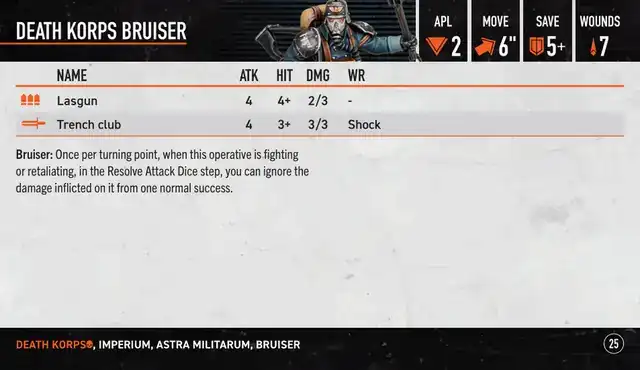 DEATH KORPS BRUISER
APL 2
MOVE 6"
SAVE 5+
WOUNDS 7
NAME ATK HIT DMG WR
Lasgun 4 4+ 2/3 -
Trench club 4 3+ 3/3 Shock
Bruiser: Once per turning point, when this operative is fighting
or retaliating, in the Resolve Attack Dice step, you can ignore the
damage inflicted on it from one normal success.
DEATH KORPS, IMPERIUM, ASTRA MILITARUM, BRUISER
25